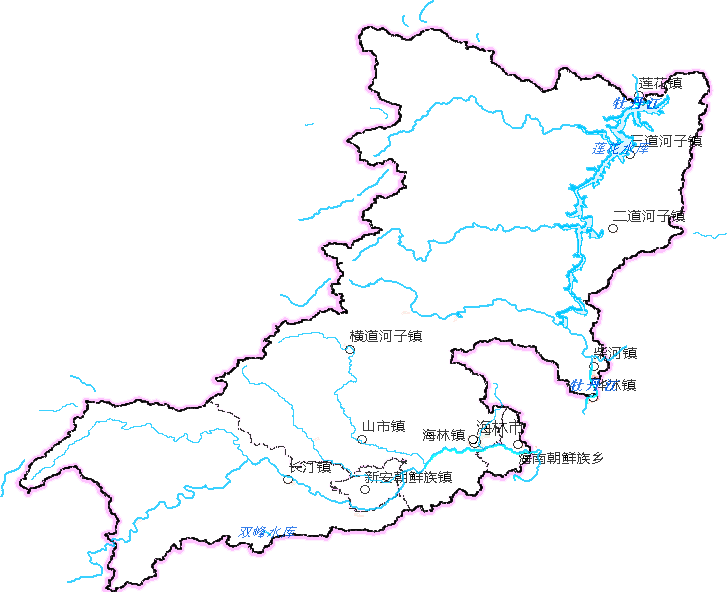 莲花镇
牡丹江
三道河子镇
莲花水库
二道河子镇
横道河子镇
柴河镇
牡丹江
桦林镇
山市镇
海林镇
海林市
海南朝鲜族乡
长汀镇
新安朝鲜族镇
双峰水库